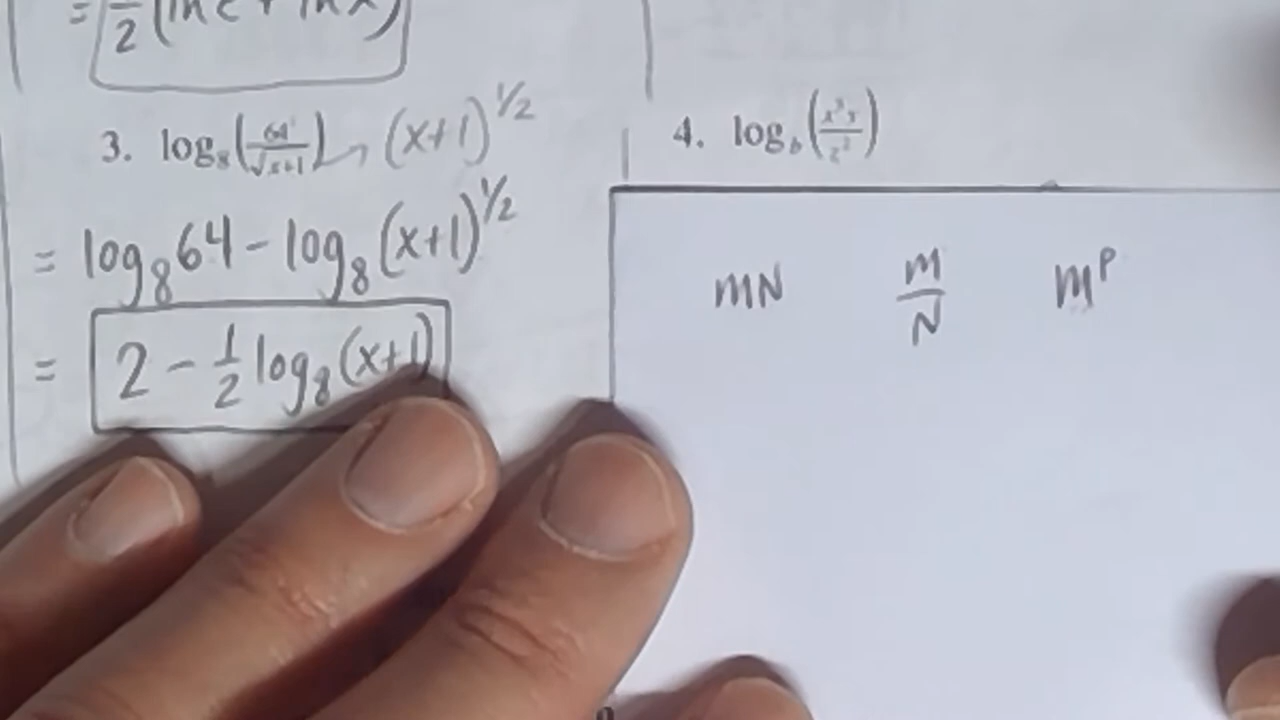 = 1/2 (ln e + ln x)
3. log₈(64/√(x+1)) → (x+1)^1/2
= log₈64 - log₈(x+1)^1/2
= 2 - 1/2 log₈(x+1)
4. log_b(x³y/z²)
MN M/N M^P